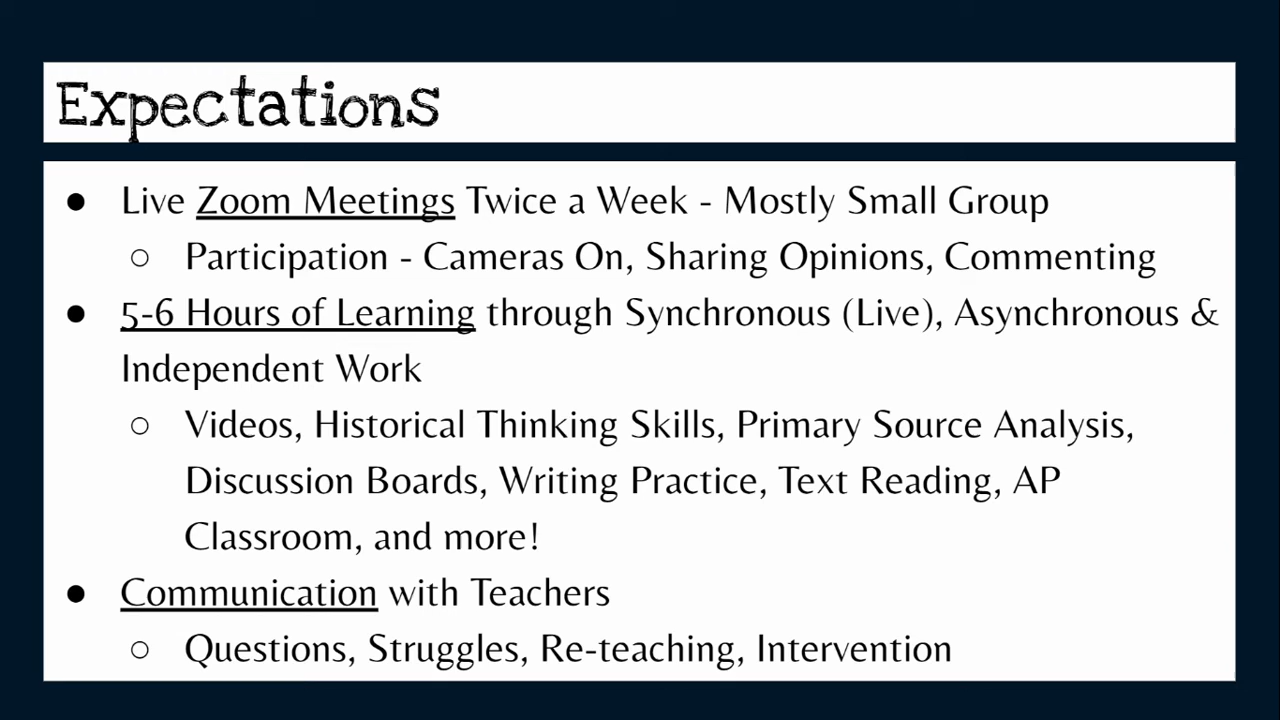 Expectations
● Live Zoom Meetings Twice a Week - Mostly Small Group
○ Participation - Cameras On, Sharing Opinions, Commenting
● 5-6 Hours of Learning through Synchronous (Live), Asynchronous &
Independent Work
○ Videos, Historical Thinking Skills, Primary Source Analysis,
Discussion Boards, Writing Practice, Text Reading, AP
Classroom, and more!
● Communication with Teachers
○ Questions, Struggles, Re-teaching, Intervention